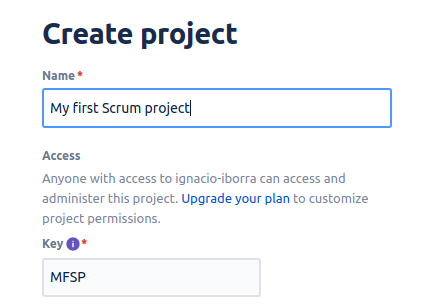 Create project
Name *
My first Scrum project
Access
Anyone with access to ignacio-iborra can access and
administer this project. Upgrade your plan to customize
project permissions.
Key i *
MFSP